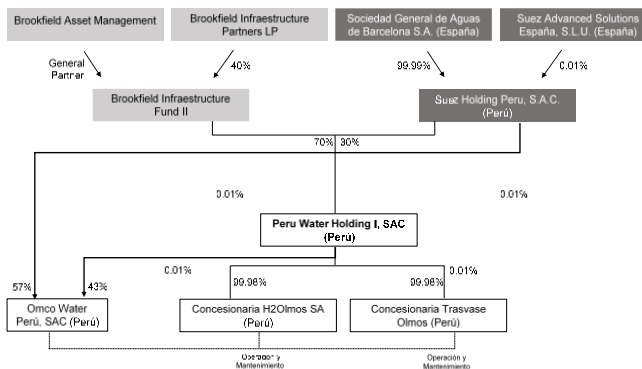 Brookfield Asset Management
Brookfield Infrastructure
Partners LP
Sociedad General de Aguas
de Barcelona S.A. (España)
Suez Advanced Solutions
España, S.L.U. (España)
General
Partner
40%
99.99%
0.01%
Brookfield Infrastructure
Fund II
Suez Holding Peru, S.A.C.
(Perú)
70%
30%
0.01%
0.01%
Peru Water Holding I, SAC
(Perú)
57%
43%
0.01%
99.98%
99.98%
0.01%
Omco Water
Perú, SAC (Perú)
Concesionaria H2Olmos SA
(Perú)
Concesionaria Trasvase
Olmos (Perú)
Operación y
Mantenimiento
Operación y
Mantenimiento